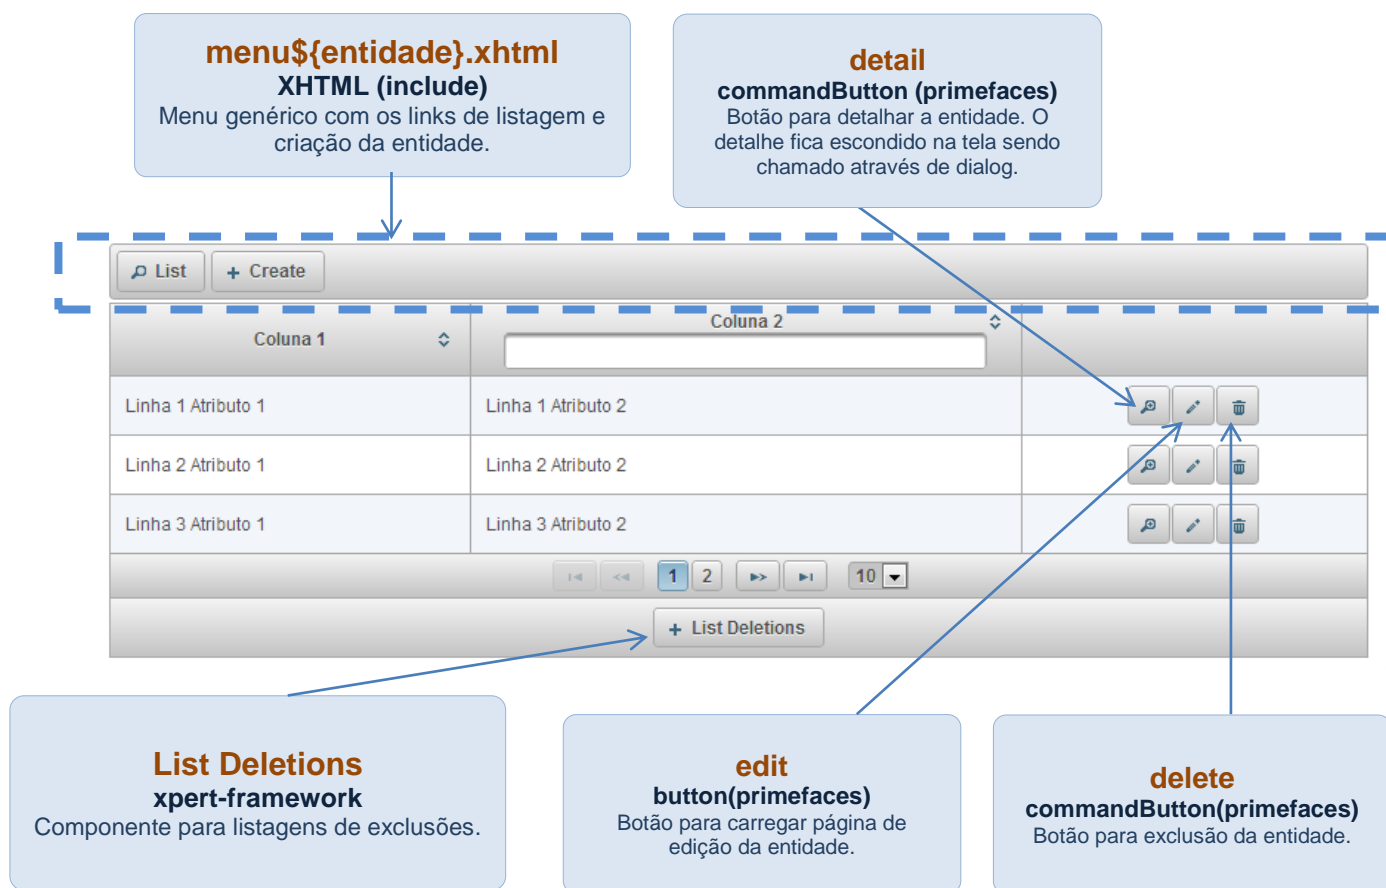 menu${entidade}.xhtml
XHTML (include)
Menu genérico com os links de listagem e
criação da entidade.
detail
commandButton (primefaces)
Botão para detalhar a entidade. O
detalhe fica escondido na tela sendo
chamado através de dialog.
List
Create
Coluna 1
Coluna 2
Linha 1 Atributo 1
Linha 1 Atributo 2
Linha 2 Atributo 1
Linha 2 Atributo 2
Linha 3 Atributo 1
Linha 3 Atributo 2
1 2 10
+ List Deletions
List Deletions
xpert-framework
Componente para listagens de exclusões.
edit
button(primefaces)
Botão para carregar página de
edição da entidade.
delete
commandButton(primefaces)
Botão para exclusão da entidade.